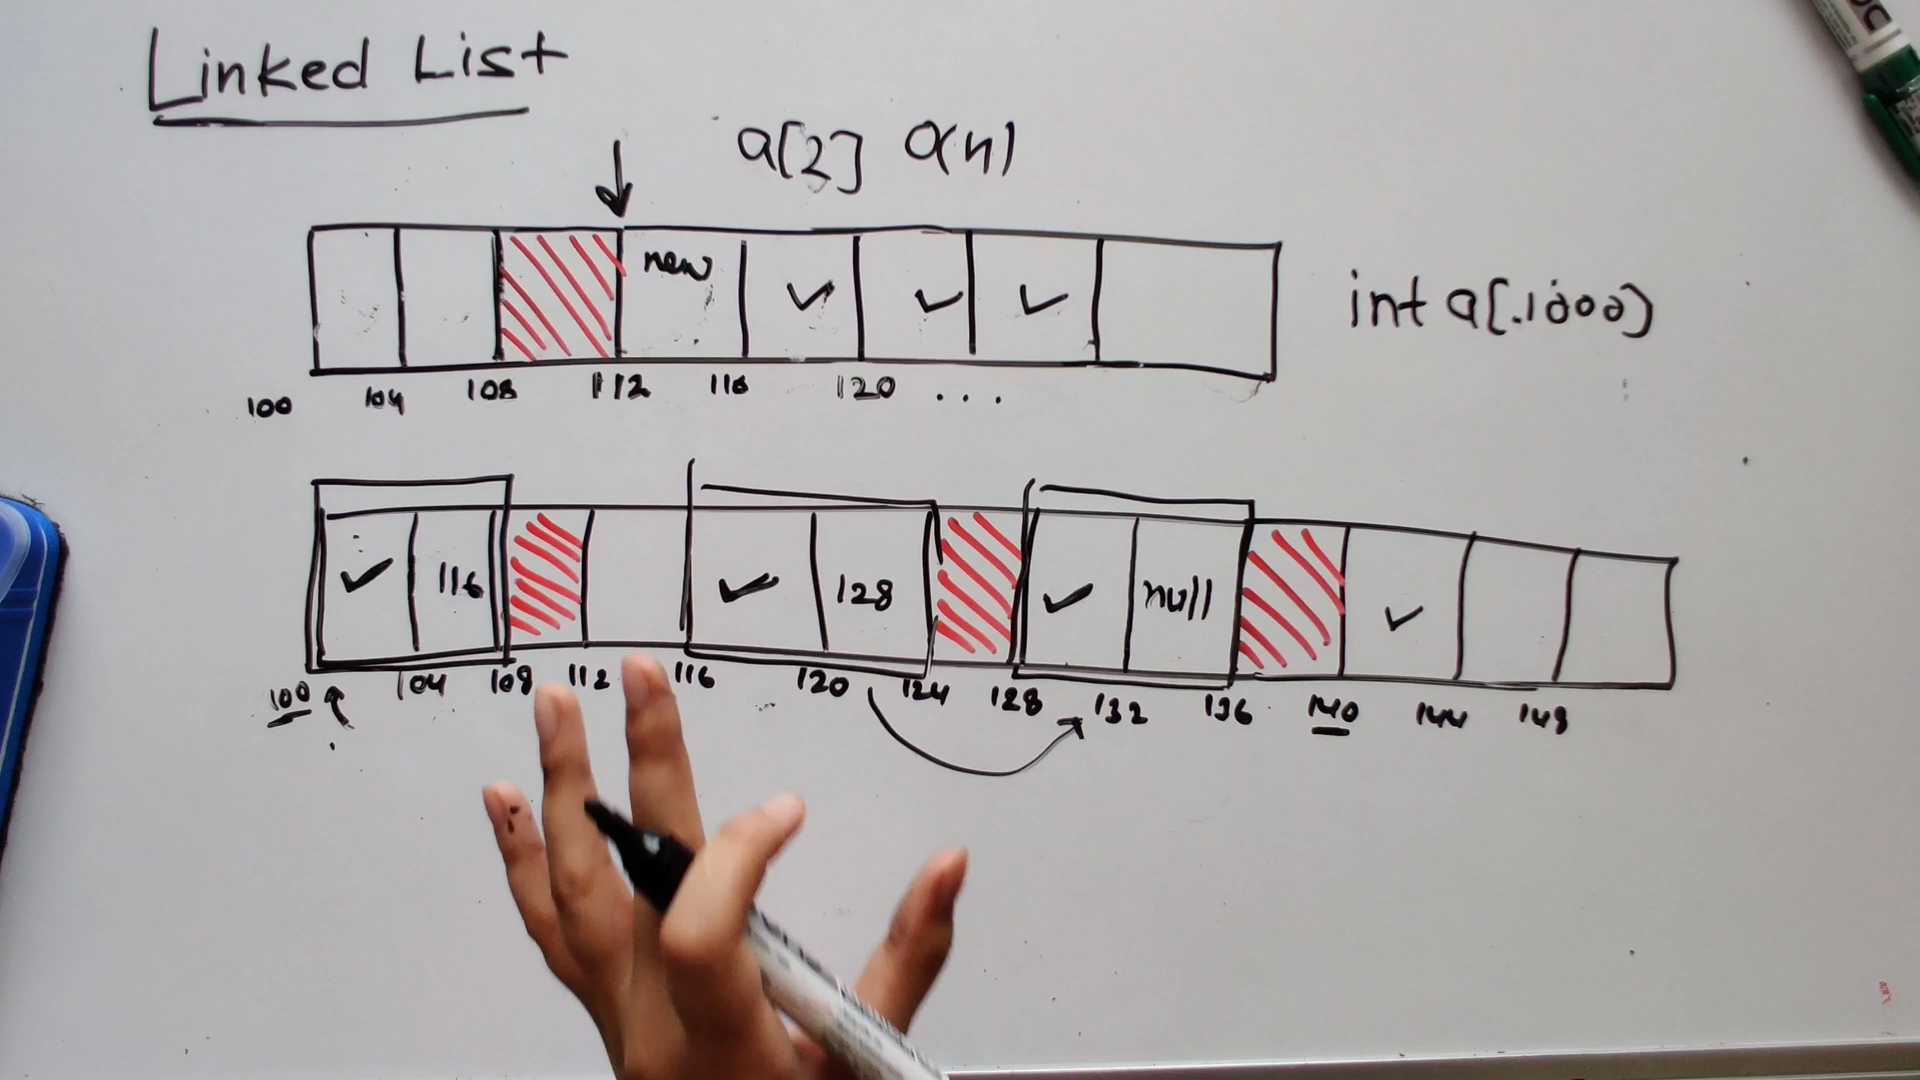 Linked List
a[2] O(n)
new
int a[1000]
100 104 108 112 116 120 ...
116 128 null
100 104 108 112 116 120 124 128 132 136 140 144 148